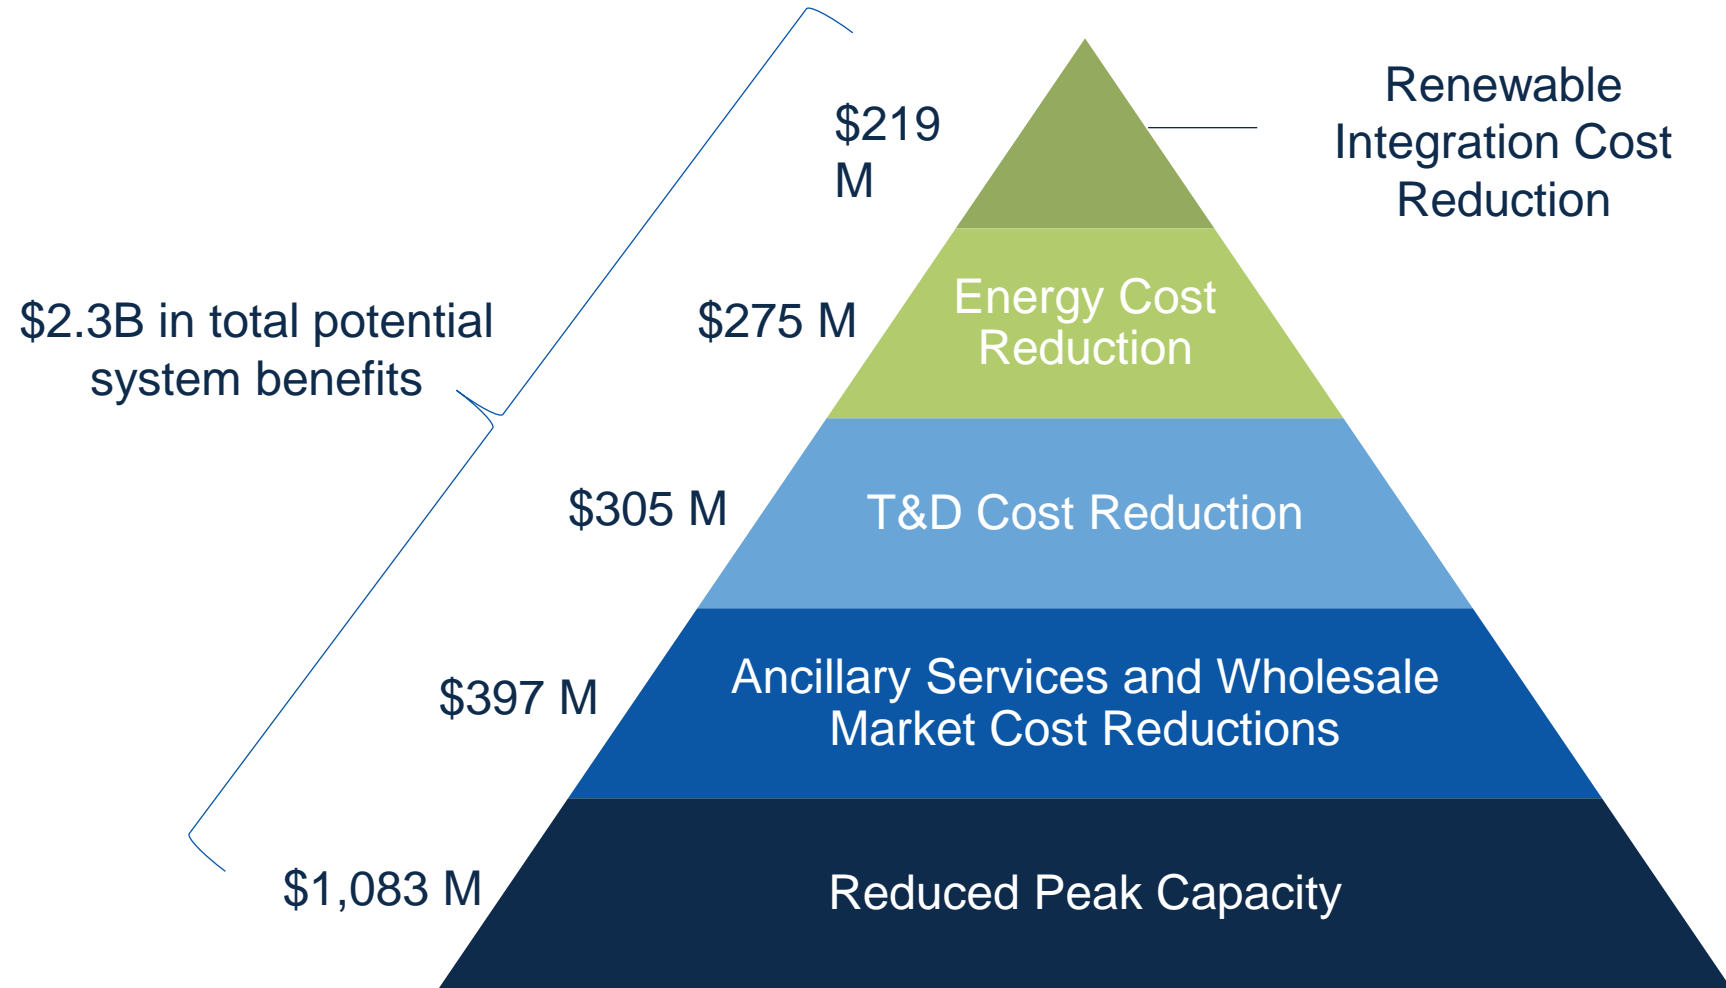 $219
M
Renewable
Integration Cost
Reduction
$2.3B in total potential
system benefits
$275 M
Energy Cost
Reduction
$305 M
T&D Cost Reduction
$397 M
Ancillary Services and Wholesale
Market Cost Reductions
$1,083 M
Reduced Peak Capacity